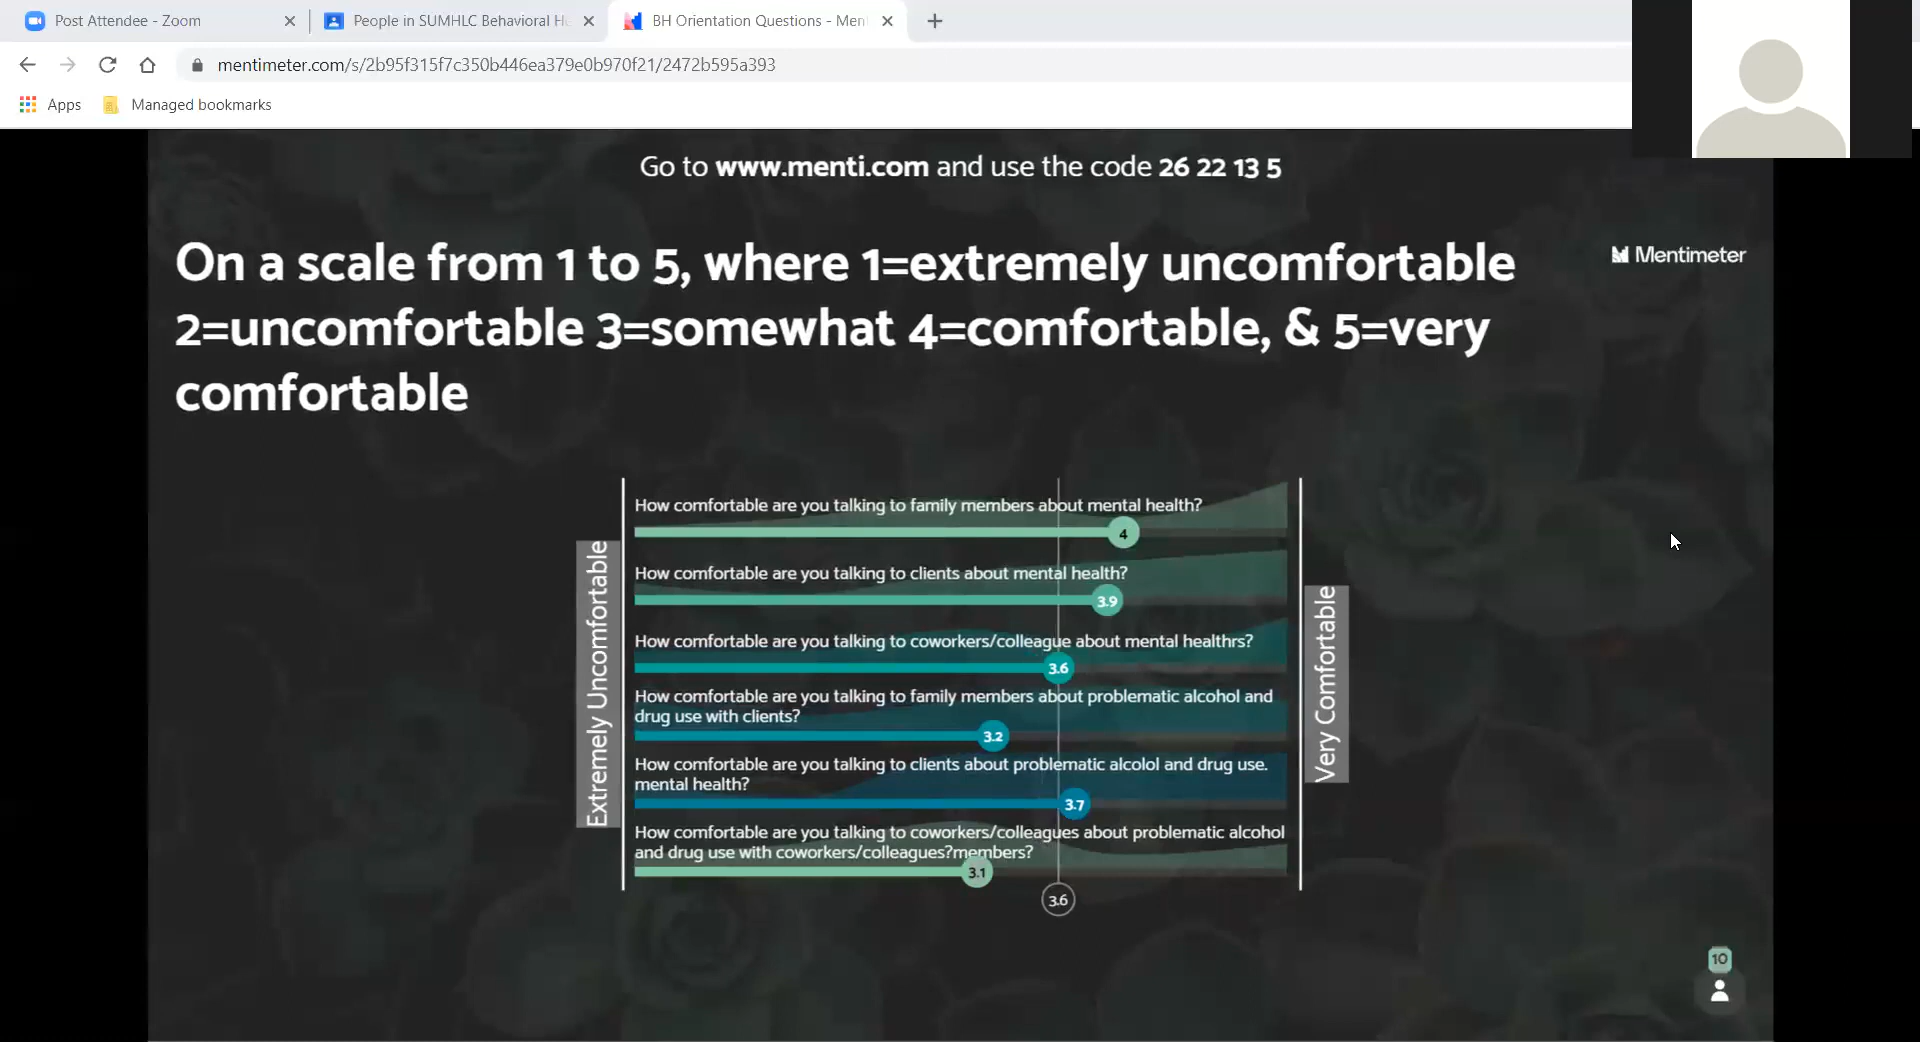 Post Attendee - Zoom
People in SUMHLC Behavioral He
BH Orientation Questions - Ment
mentimeter.com/s/2b95f315f7c350b446ea379e0b970f21/2472b595a393
Apps
Managed bookmarks
Go to www.menti.com and use the code 26 22 13 5
On a scale from 1 to 5, where 1=extremely uncomfortable
2=uncomfortable 3=somewhat 4=comfortable, & 5=very
comfortable
Mentimeter
Extremely Uncomfortable
How comfortable are you talking to family members about mental health?
4
How comfortable are you talking to clients about mental health?
3.9
How comfortable are you talking to coworkers/colleague about mental healthrs?
3.6
How comfortable are you talking to family members about problematic alcohol and
drug use with clients?
3.2
How comfortable are you talking to clients about problematic alcolol and drug use.
mental health?
3.7
How comfortable are you talking to coworkers/colleagues about problematic alcohol
and drug use with coworkers/colleagues?members?
3.1
3.6
Very Comfortable
10